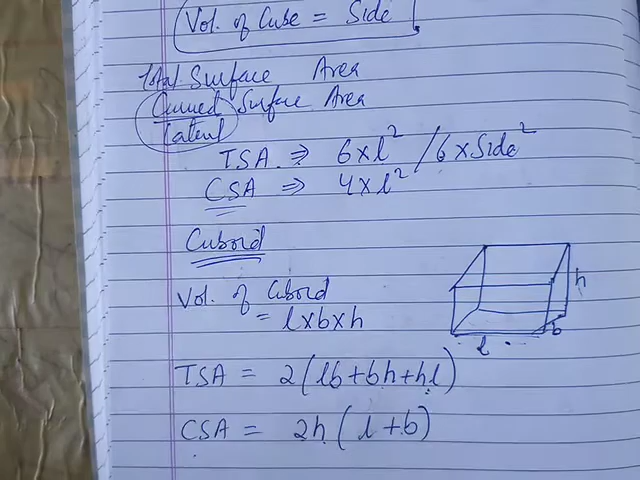 Vol. of Cube = Side
Total Surface Area
Curved Surface Area
Lateral
TSA ⇒ 6×l² / 6×Side²
CSA ⇒ 4×l²
Cuboid
Vol. of Cuboid
= l×b×h
h
b
l
TSA = 2(lb+bh+hl)
CSA = 2h(l+b)